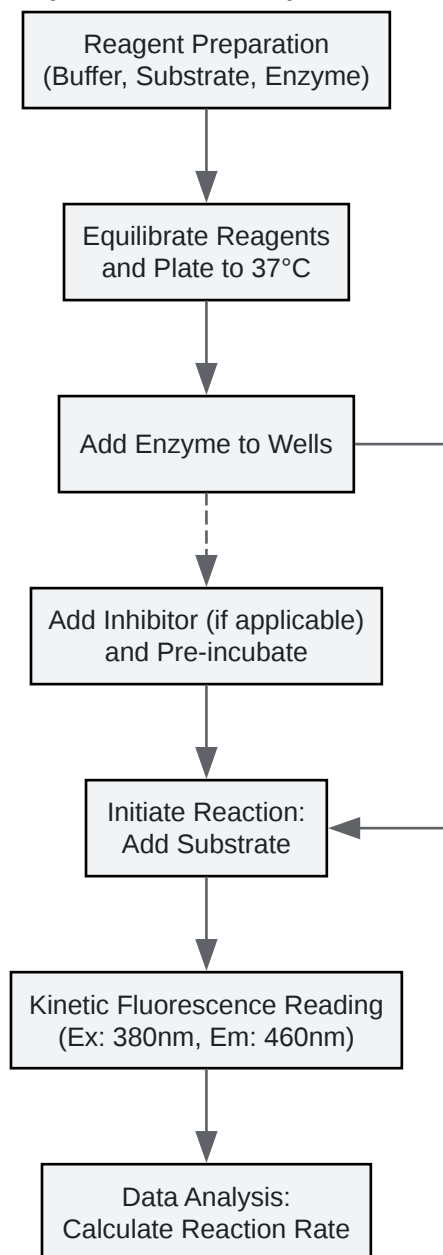 Reagent Preparation
(Buffer, Substrate, Enzyme)
Equilibrate Reagents
and Plate to 37°C
Add Enzyme to Wells
Add Inhibitor (if applicable)
and Pre-incubate
Initiate Reaction:
Add Substrate
Kinetic Fluorescence Reading
(Ex: 380nm, Em: 460nm)
Data Analysis:
Calculate Reaction Rate